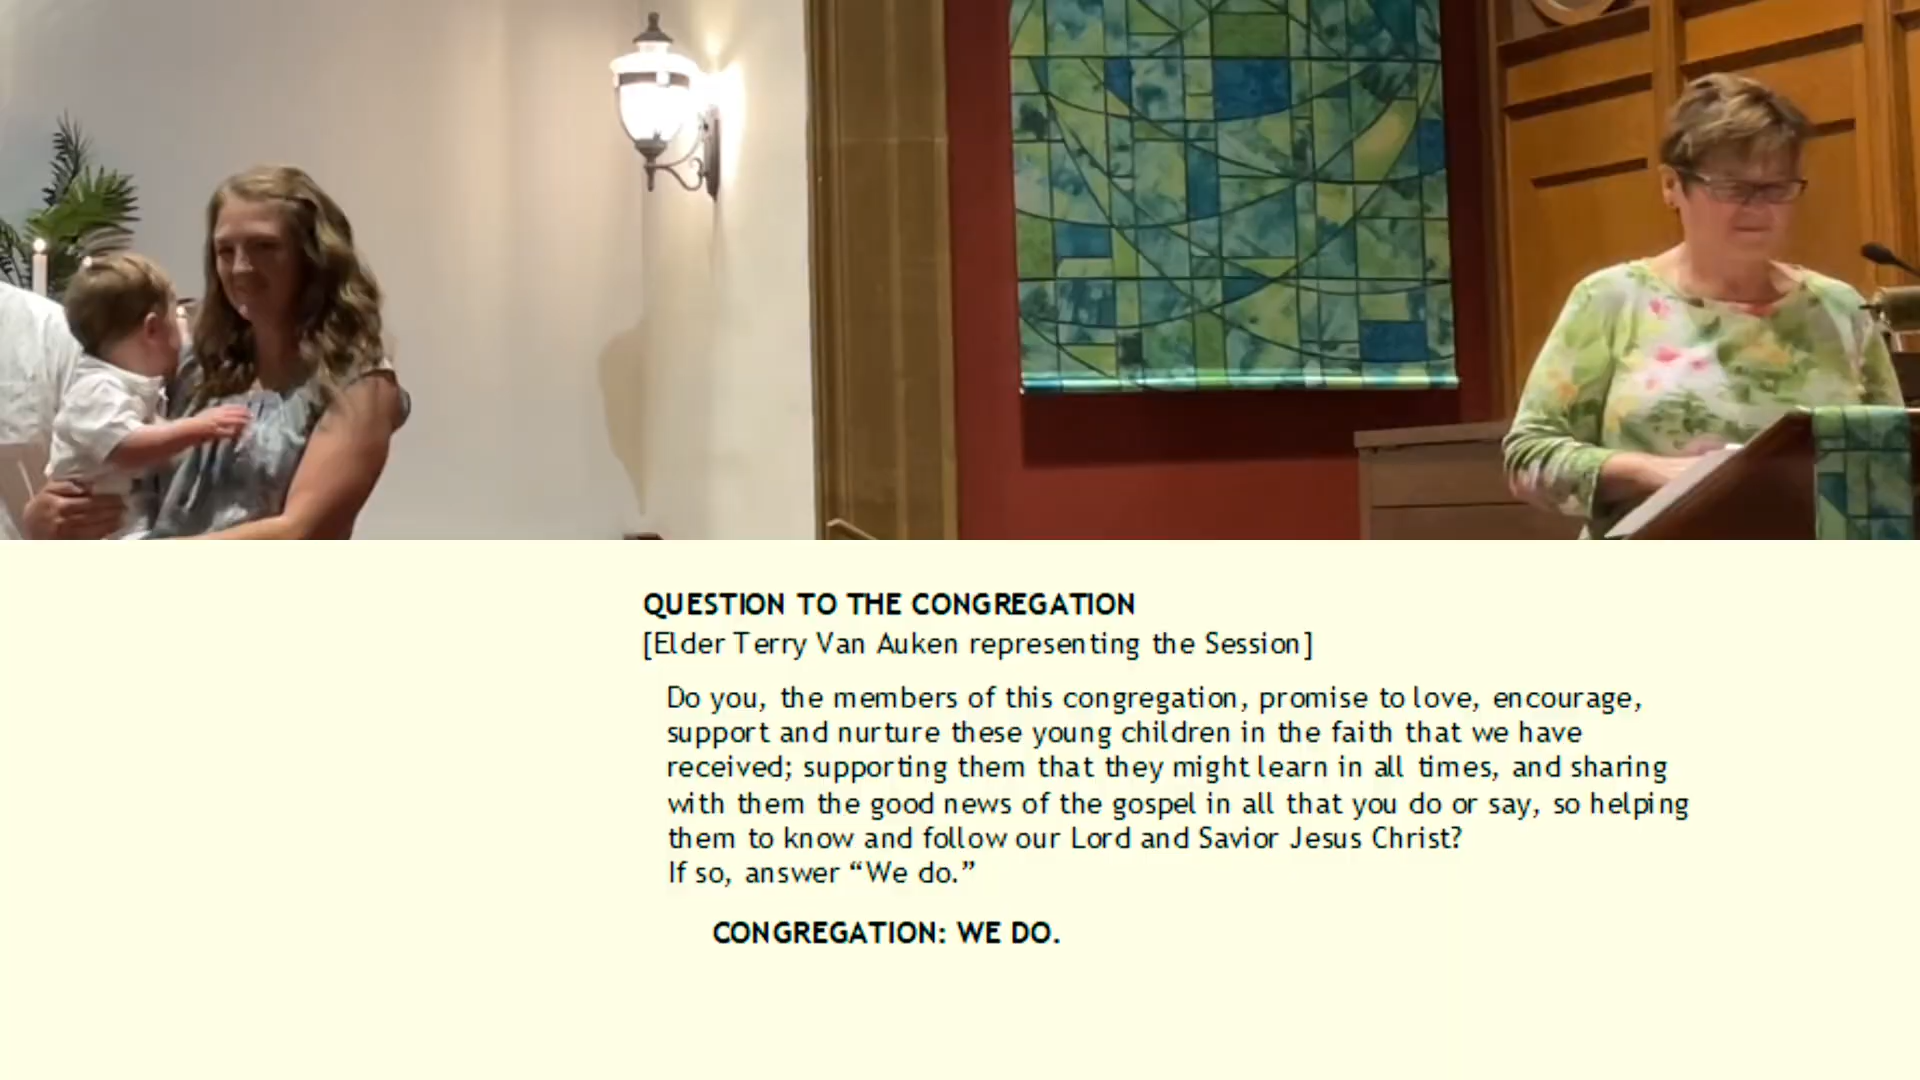 QUESTION TO THE CONGREGATION
[Elder Terry Van Auken representing the Session]
Do you, the members of this congregation, promise to love, encourage,
support and nurture these young children in the faith that we have
received; supporting them that they might learn in all times, and sharing
with them the good news of the gospel in all that you do or say, so helping
them to know and follow our Lord and Savior Jesus Christ?
If so, answer “We do.”
CONGREGATION: WE DO.